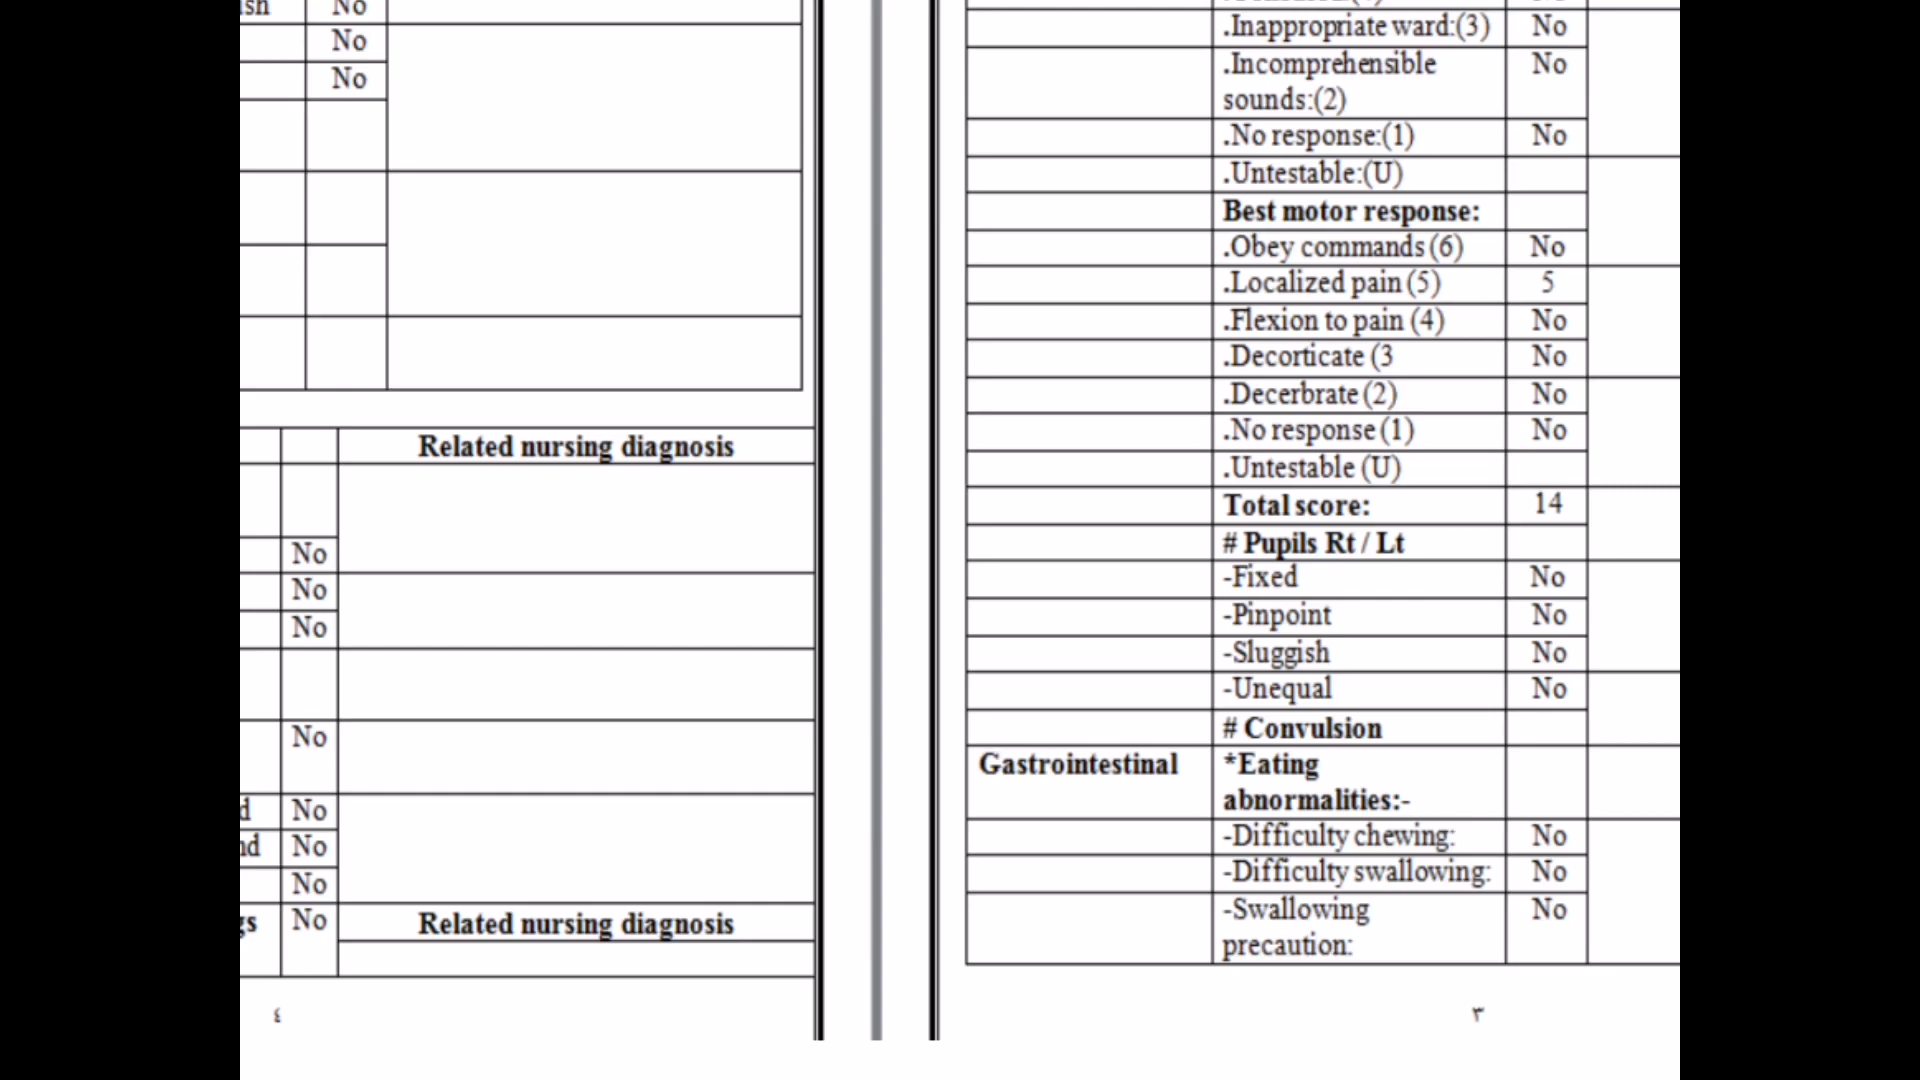 No
No
No
Related nursing diagnosis
No
No
No
No
No
No
No
No
Related nursing diagnosis
٤
.Inappropriate ward:(3) No
.Incomprehensible No
sounds:(2)
.No response:(1) No
.Untestable:(U)
Best motor response:
.Obey commands (6) No
.Localized pain (5) 5
.Flexion to pain (4) No
.Decorticate (3 No
.Decerbrate (2) No
.No response (1) No
.Untestable (U)
Total score: 14
# Pupils Rt / Lt
-Fixed No
-Pinpoint No
-Sluggish No
-Unequal No
# Convulsion
Gastrointestinal *Eating
abnormalities:-
-Difficulty chewing: No
-Difficulty swallowing: No
-Swallowing No
precaution:
٣